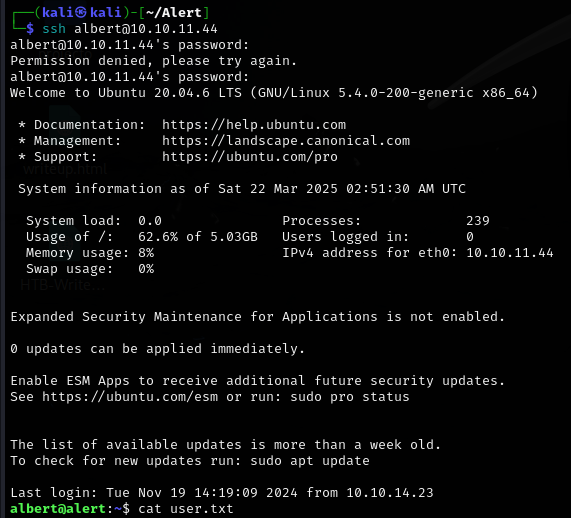 ┌──(kali㉿kali)-[~/Alert]
└─$ ssh albert@10.10.11.44
albert@10.10.11.44's password:
Permission denied, please try again.
albert@10.10.11.44's password:
Welcome to Ubuntu 20.04.6 LTS (GNU/Linux 5.4.0-200-generic x86_64)
* Documentation:  https://help.ubuntu.com
* Management:     https://landscape.canonical.com
* Support:        https://ubuntu.com/pro
writeup.html...
System information as of Sat 22 Mar 2025 02:51:30 AM UTC
System load:  0.0               Processes:             239
Usage of /:   62.6% of 5.03GB   Users logged in:       0
Memory usage: 8%                IPv4 address for eth0: 10.10.11.44
Swap usage:   0%
HTB-Write...
Expanded Security Maintenance for Applications is not enabled.
0 updates can be applied immediately.
Enable ESM Apps to receive additional future security updates.
See https://ubuntu.com/esm or run: sudo pro status
The list of available updates is more than a week old.
To check for new updates run: sudo apt update
Last login: Tue Nov 19 14:19:09 2024 from 10.10.14.23
albert@alert:~$ cat user.txt